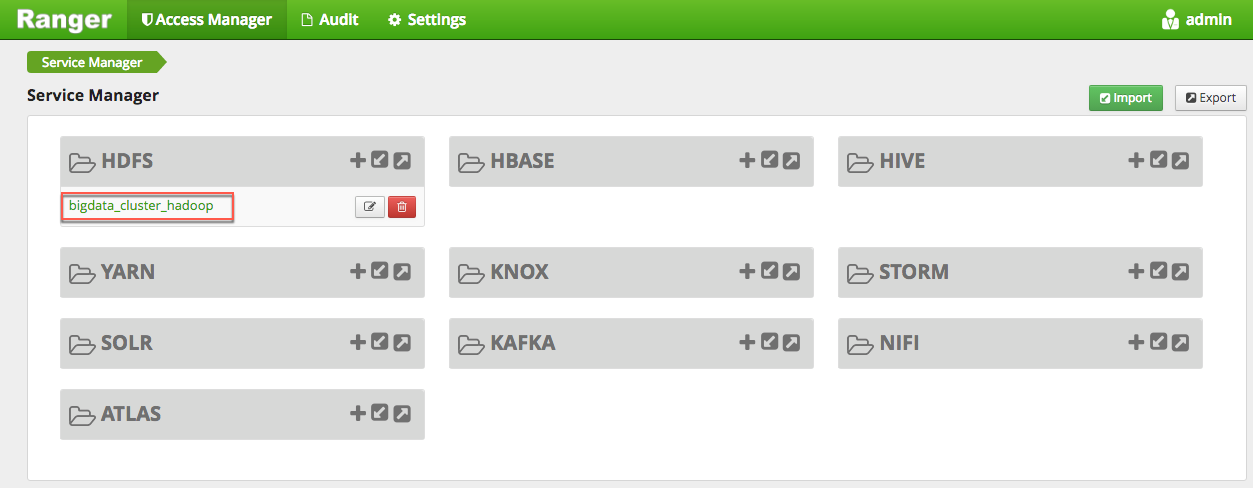 Ranger Access Manager Audit Settings admin
Service Manager
Service Manager Import Export
HDFS HBASE HIVE
bigdata_cluster_hadoop
YARN KNOX STORM
SOLR KAFKA NIFI
ATLAS